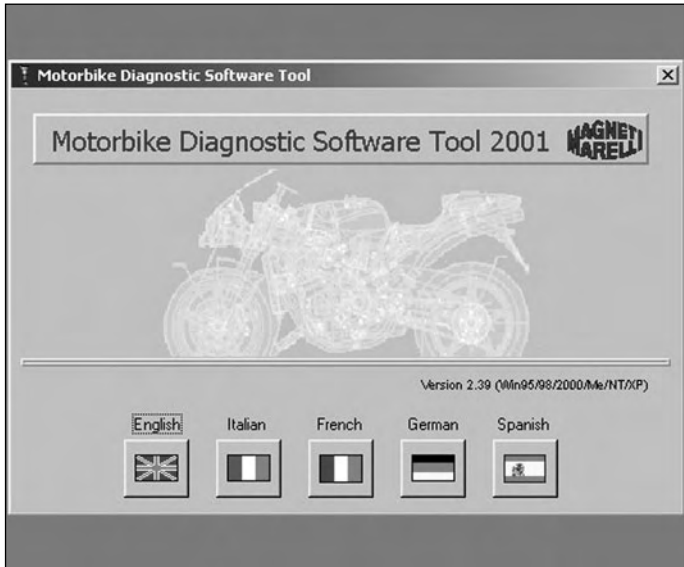 Motorbike Diagnostic Software Tool
Motorbike Diagnostic Software Tool 2001
MAGNETI
MARELLI
Version 2.39 (Win95/98/2000/Me/NT/XP)
English Italian French German Spanish